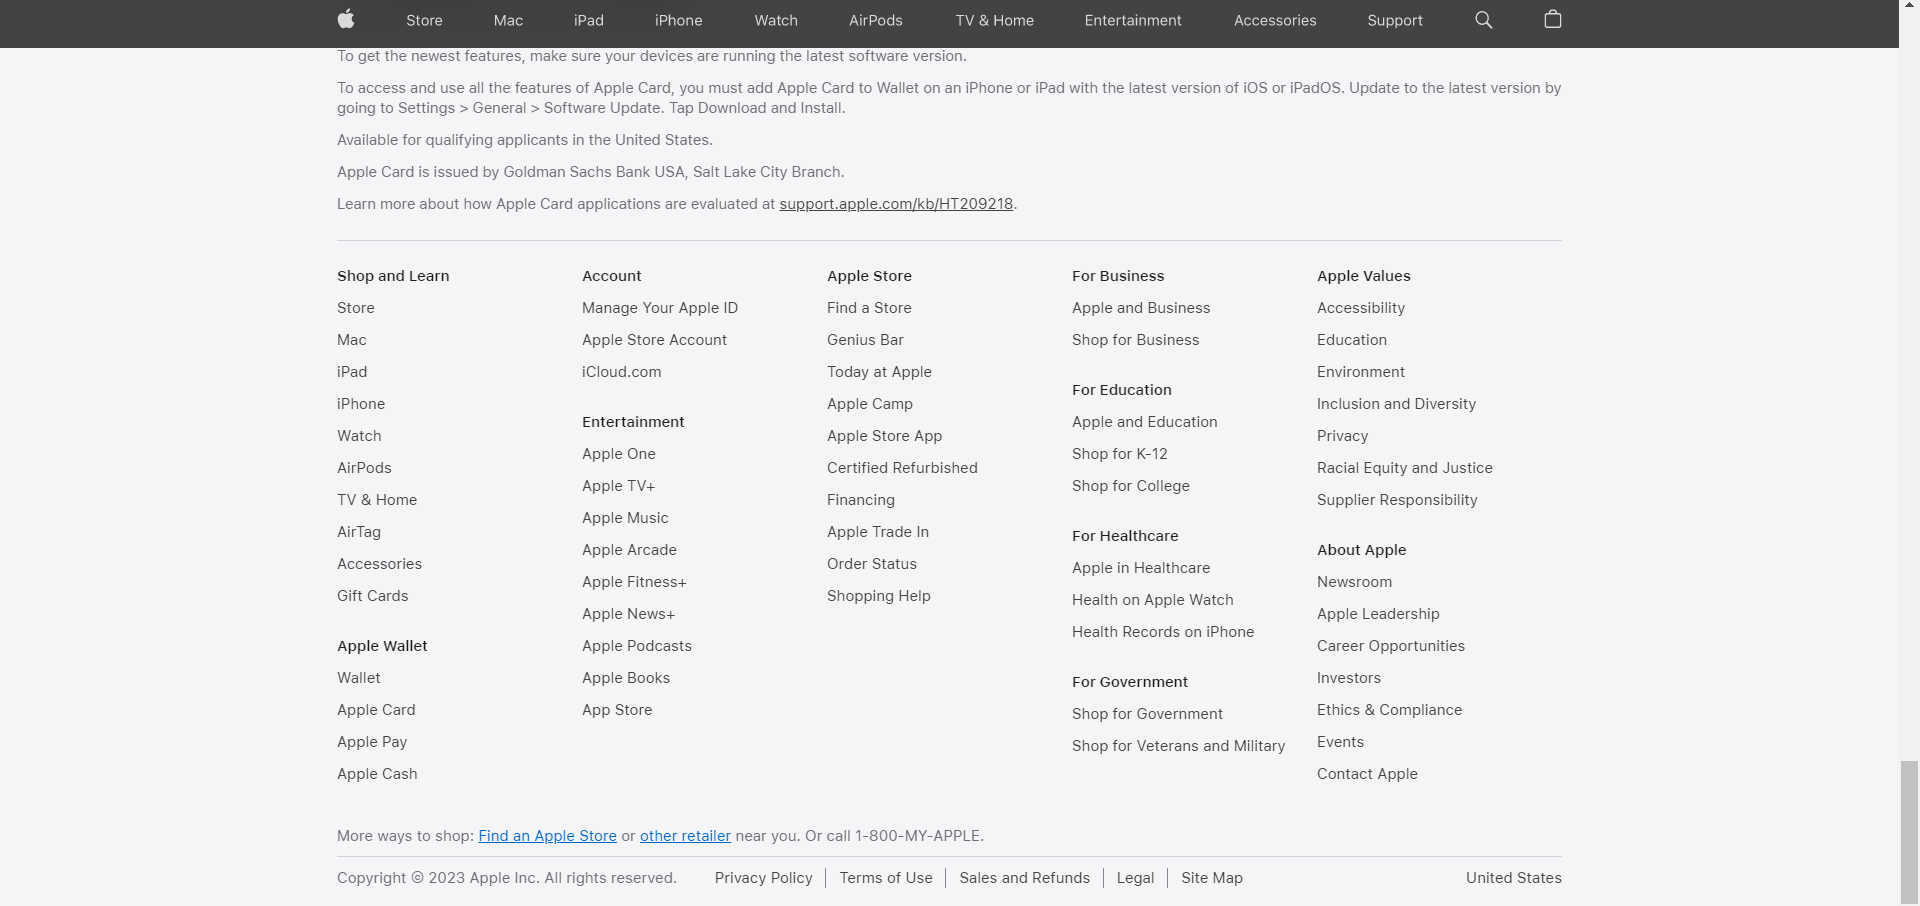 Store
Mac
iPad
iPhone
Watch
AirPods
TV & Home
Entertainment
Accessories
Support
To get the newest features, make sure your devices are running the latest software version.
To access and use all the features of Apple Card, you must add Apple Card to Wallet on an iPhone or iPad with the latest version of iOS or iPadOS. Update to the latest version by
going to Settings > General > Software Update. Tap Download and Install.
Available for qualifying applicants in the United States.
Apple Card is issued by Goldman Sachs Bank USA, Salt Lake City Branch.
Learn more about how Apple Card applications are evaluated at support.apple.com/kb/HT209218.
Shop and Learn
Store
Mac
iPad
iPhone
Watch
AirPods
TV & Home
AirTag
Accessories
Gift Cards
Apple Wallet
Wallet
Apple Card
Apple Pay
Apple Cash
Account
Manage Your Apple ID
Apple Store Account
iCloud.com
Entertainment
Apple One
Apple TV+
Apple Music
Apple Arcade
Apple Fitness+
Apple News+
Apple Podcasts
Apple Books
App Store
Apple Store
Find a Store
Genius Bar
Today at Apple
Apple Camp
Apple Store App
Certified Refurbished
Financing
Apple Trade In
Order Status
Shopping Help
For Business
Apple and Business
Shop for Business
For Education
Apple and Education
Shop for K-12
Shop for College
For Healthcare
Apple in Healthcare
Health on Apple Watch
Health Records on iPhone
For Government
Shop for Government
Shop for Veterans and Military
Apple Values
Accessibility
Education
Environment
Inclusion and Diversity
Privacy
Racial Equity and Justice
Supplier Responsibility
About Apple
Newsroom
Apple Leadership
Career Opportunities
Investors
Ethics & Compliance
Events
Contact Apple
More ways to shop: Find an Apple Store or other retailer near you. Or call 1-800-MY-APPLE.
Copyright © 2023 Apple Inc. All rights reserved.
Privacy Policy
Terms of Use
Sales and Refunds
Legal
Site Map
United States